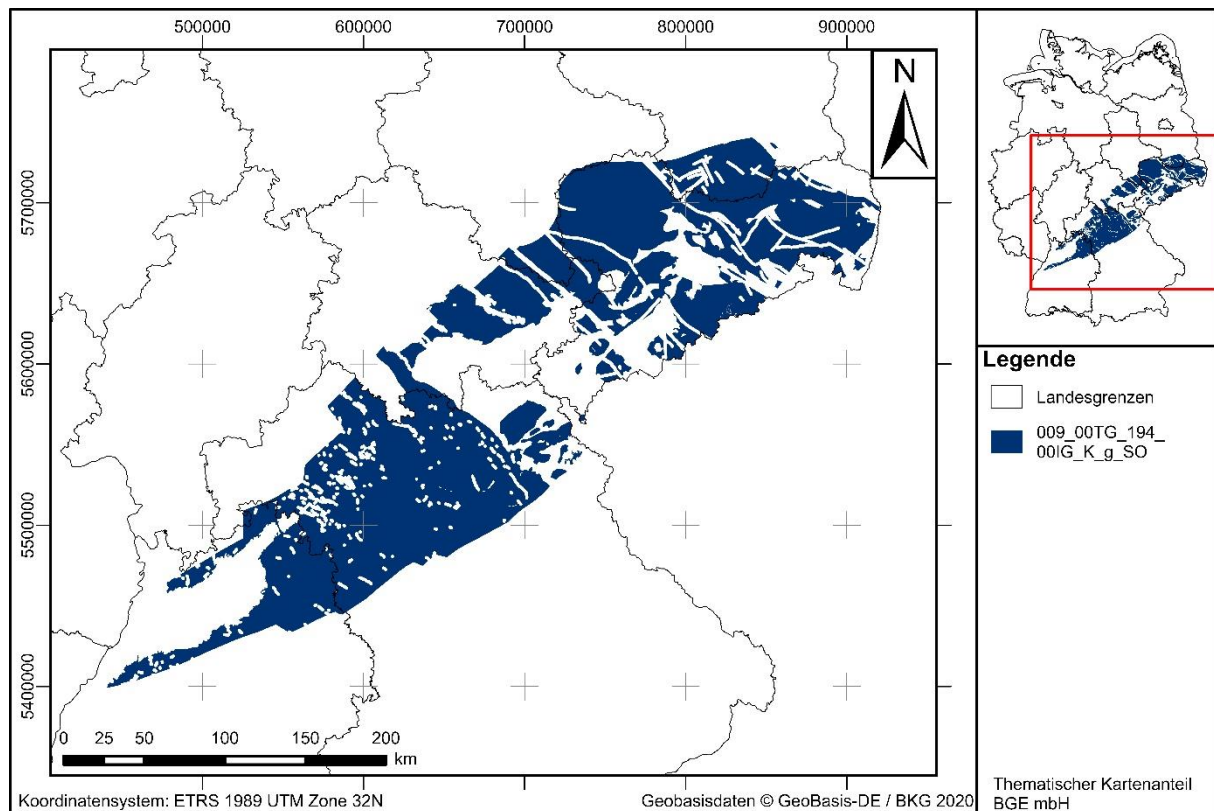 500000 600000 700000 800000 900000
N
5700000
5600000
5500000
5400000
0 25 50 100 150 200
km
Koordinatensystem: ETRS 1989 UTM Zone 32N
Geobasisdaten © GeoBasis-DE / BKG 2020
Legende
Landesgrenzen
009_00TG_194_
00IG_K_g_SO
Thematischer Kartenanteil
BGE mbH